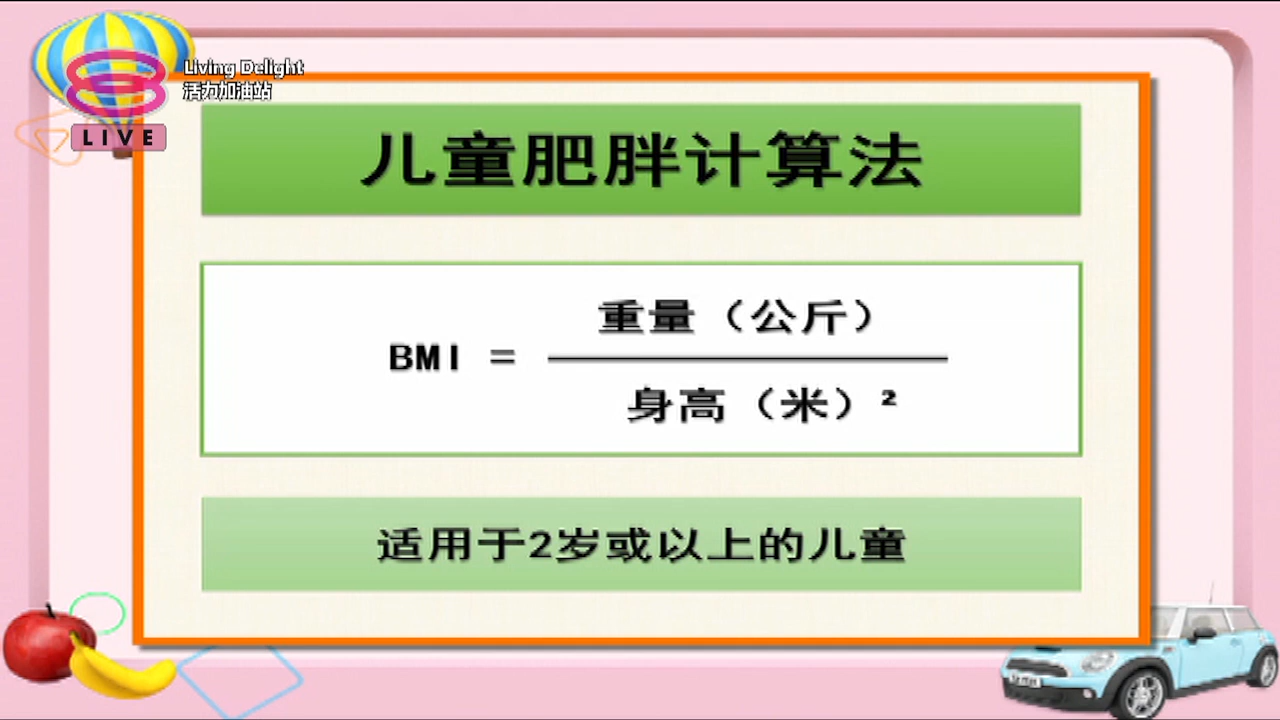 Living Delight
活力加油站
LIVE
儿童肥胖计算法
重量（公斤）
BMI =
身高（米）²
适用于2岁或以上的儿童